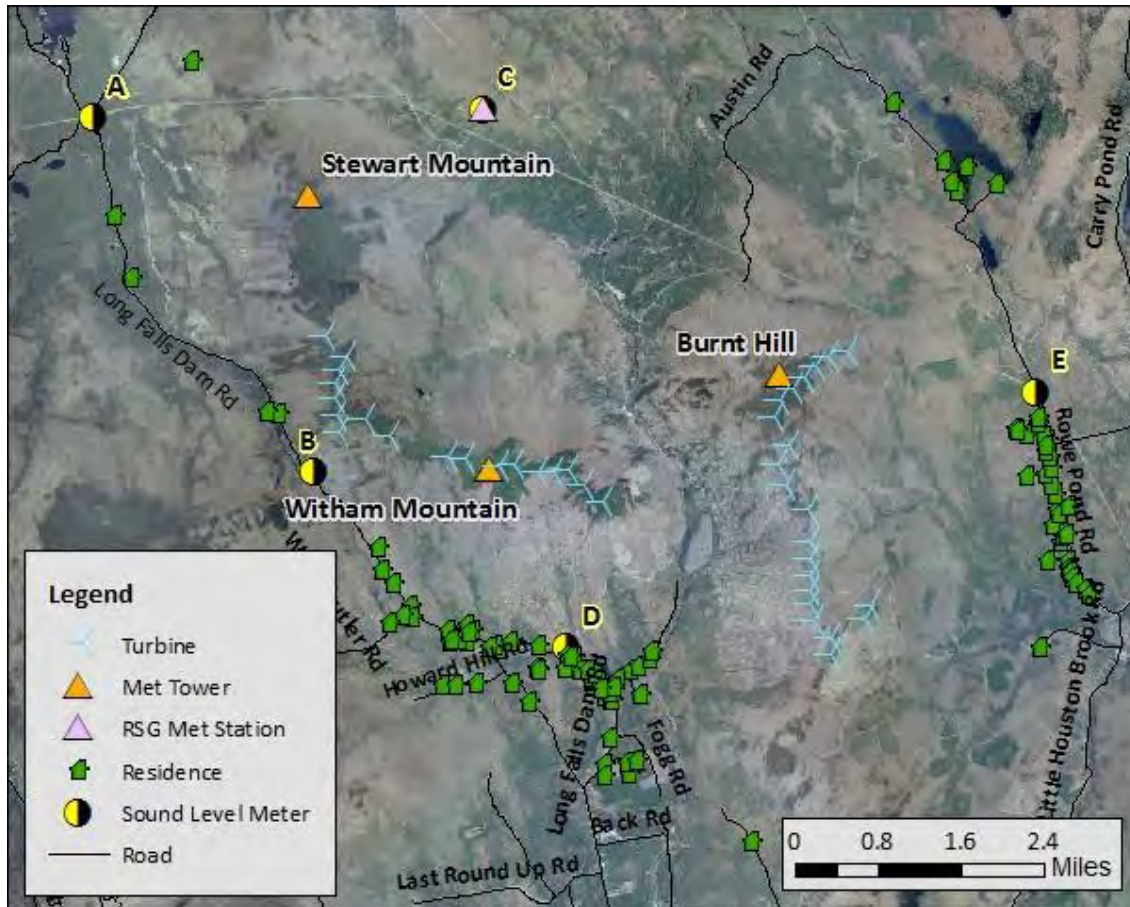 A
C
Austin Rd
Carry Pond Rd
Stewart Mountain
Long Falls Dam Rd
Burnt Hill
E
Rowe Pond Rd
B
Witham Mountain
D
Howard Hill Rd
Long Falls Dam Rd
Fogg Rd
Little Houston Brook Rd
Back Rd
Last Round Up Rd
Legend
Turbine
Met Tower
RSG Met Station
Residence
Sound Level Meter
Road
0 0.8 1.6 2.4
Miles